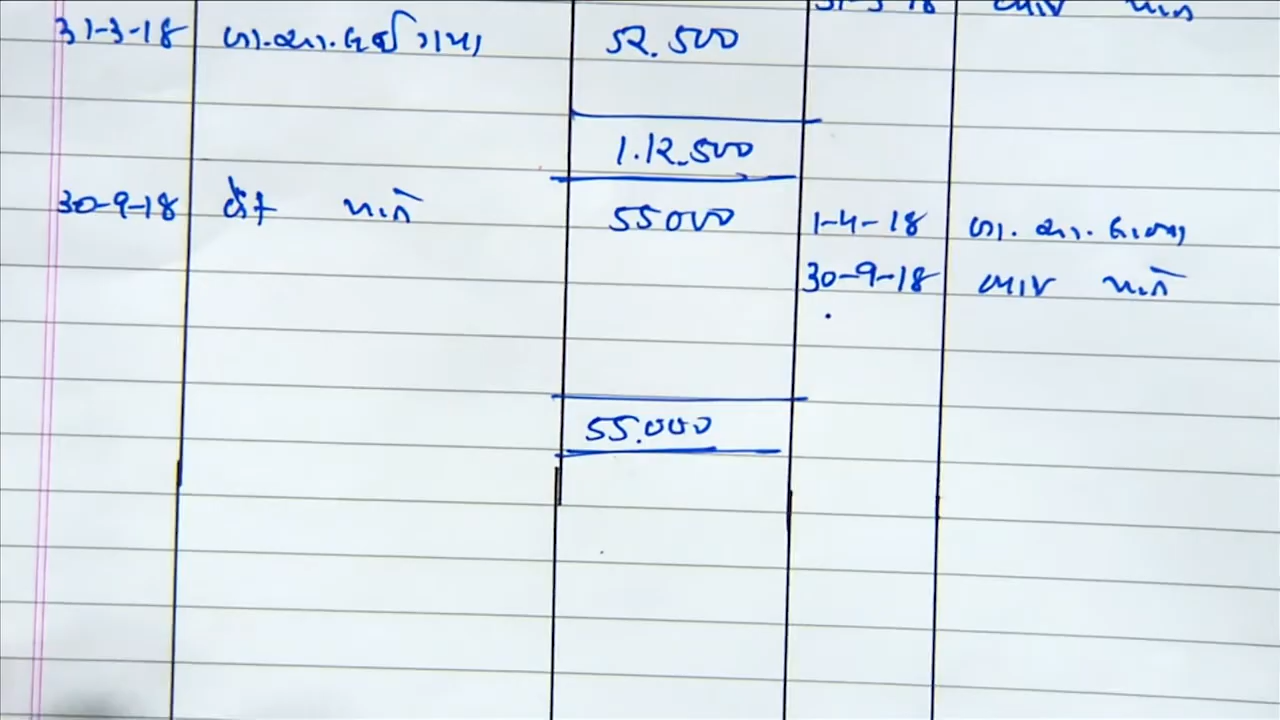 31-3-18 બા.આ.લઈ ગયા 52.500
1.12.500
30-9-18 બેંક ખાતે 55000 1-4-18 બા. આ. લાવ્યા
30-9-18 વ્યાજ ખાતે
55.000